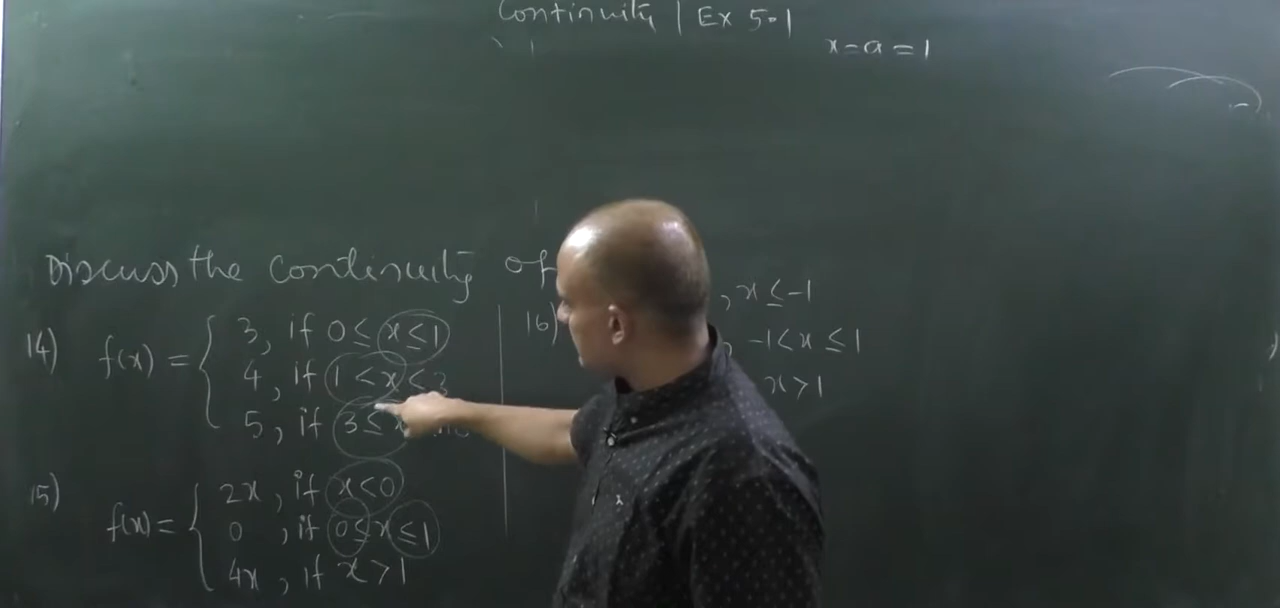 Continuity | Ex 5.1
x = a = 1
Discuss the continuity of
14) f(x) = { 3, if 0 ≤ x ≤ 1
4, if 1 < x < 3
5, if 3 ≤ x
15) f(x) = { 2x, if x < 0
0, if 0 ≤ x ≤ 1
4x, if x > 1
16)
, x ≤ -1
, -1 < x ≤ 1
x > 1